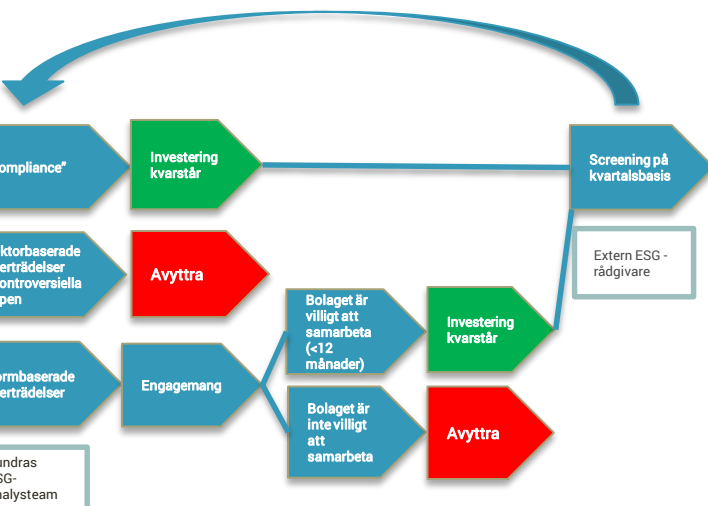 ompliance”
Investering
kvarstår
Screening på
kvartalsbasis
ktorbaserade
erträdelser
ontroversiella
pen
Avyttra
Extern ESG -
rådgivare
Bolaget är
villigt att
samarbeta
(<12
månader)
Investering
kvarstår
ormbaserade
erträdelser
Engagemang
Bolaget är
inte villigt
att
samarbeta
Avyttra
undras
SG-
nalysteam